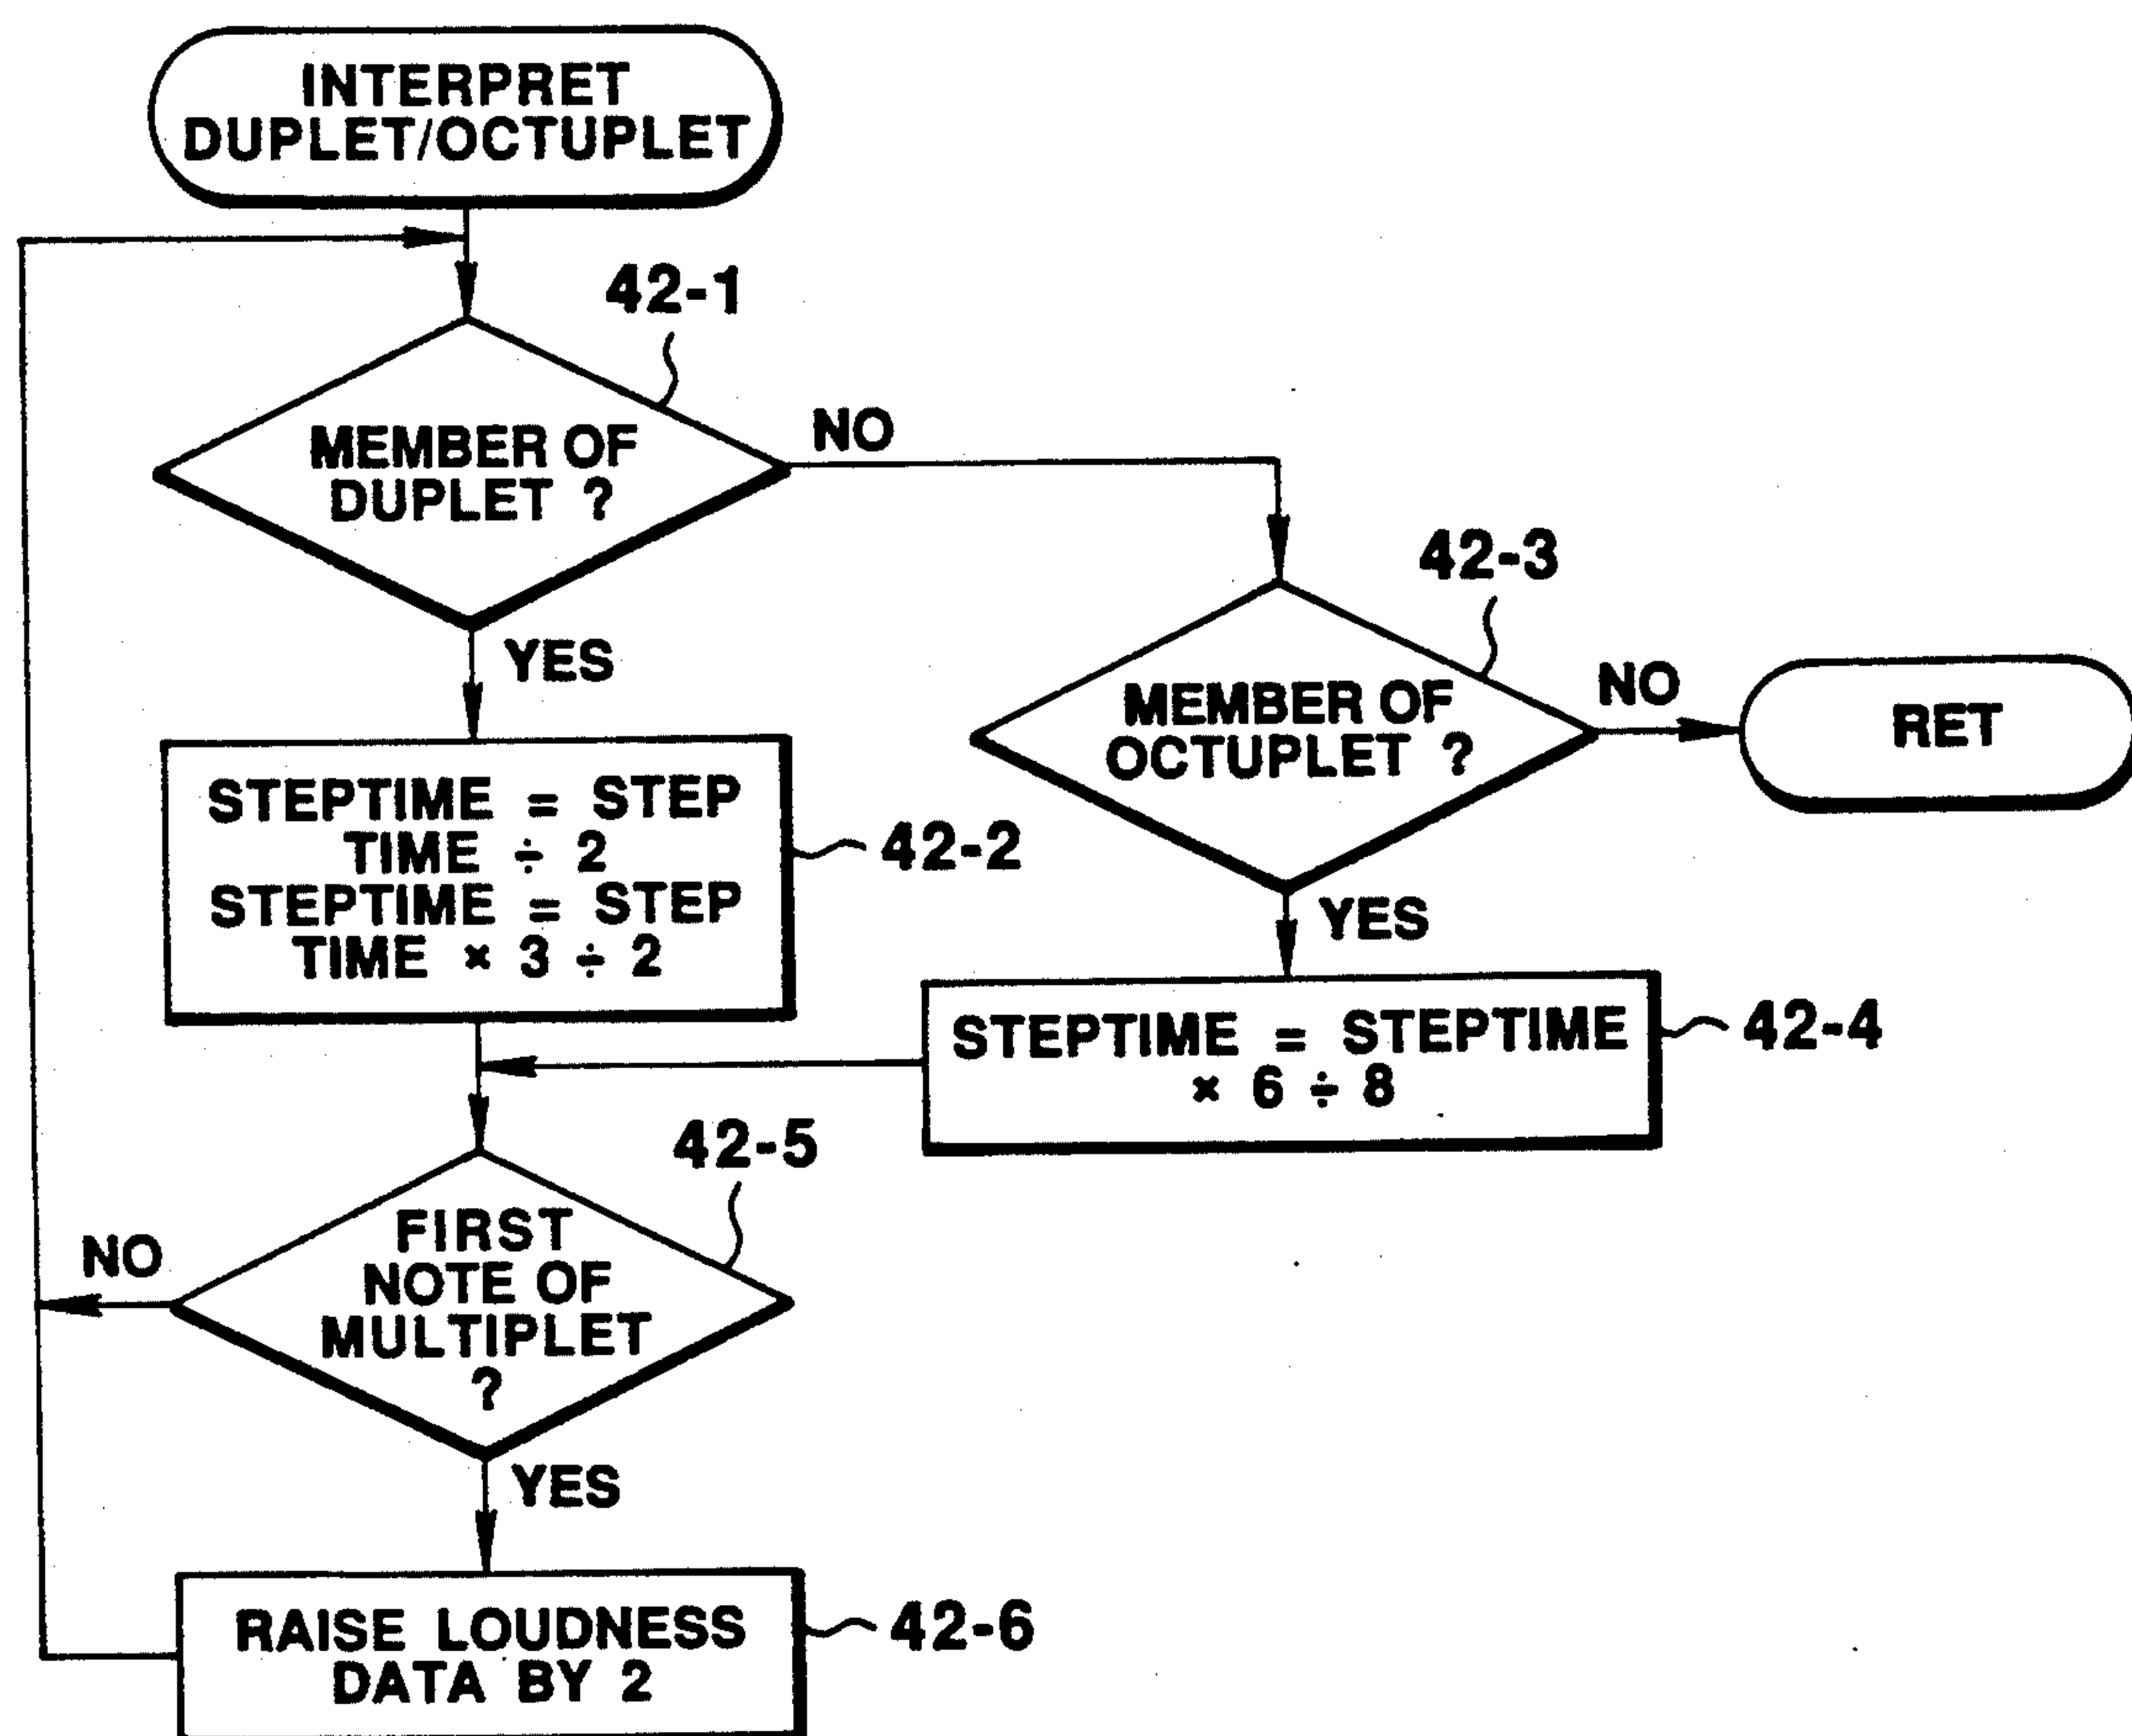 INTERPRET
DUPLET/OCTUPLET
42-1
MEMBER OF
DUPLET ?
NO
YES
42-3
MEMBER OF
OCTUPLET ?
NO
RET
YES
STEPTIME = STEP
TIME ÷ 2
STEPTIME = STEP
TIME × 3 ÷ 2
42-2
STEPTIME = STEPTIME
× 6 ÷ 8
42-4
42-5
FIRST
NOTE OF
MULTIPLET
?
NO
YES
RAISE LOUDNESS
DATA BY 2
42-6